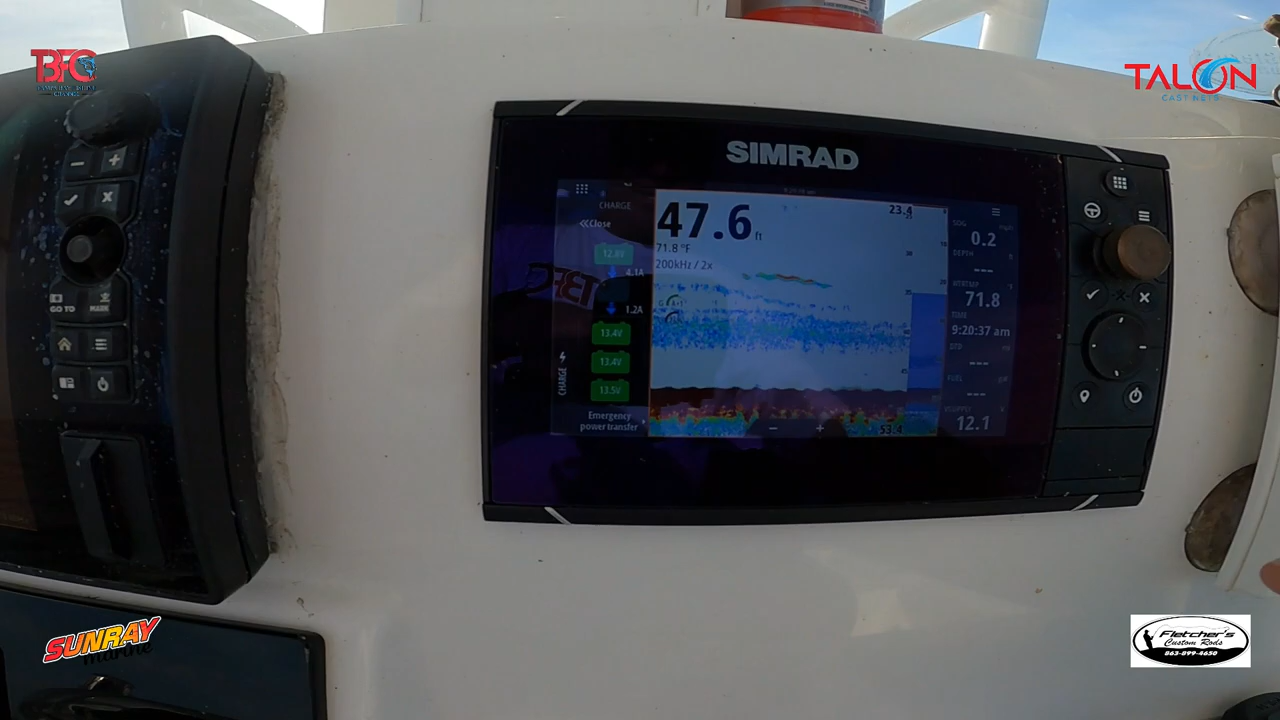 TBFC
TALON
CAST NETS
SIMRAD
CHARGE
Close
47.6 ft
71.8 °F
200kHz / 2x
23.4
SOG
0.2
DEPTH
ft
---
WTRTMP
°F
71.8
TIME
9:20:37 am
---
FUEL
---
12.1
12.8V
4.1A
1.2A
13.4V
13.4V
13.5V
CHARGE
Emergency
power transfer
53.4
GO TO
MARK
TBFC
SUNRAY
marine
Fletcher's
Custom Rods
863-899-4650